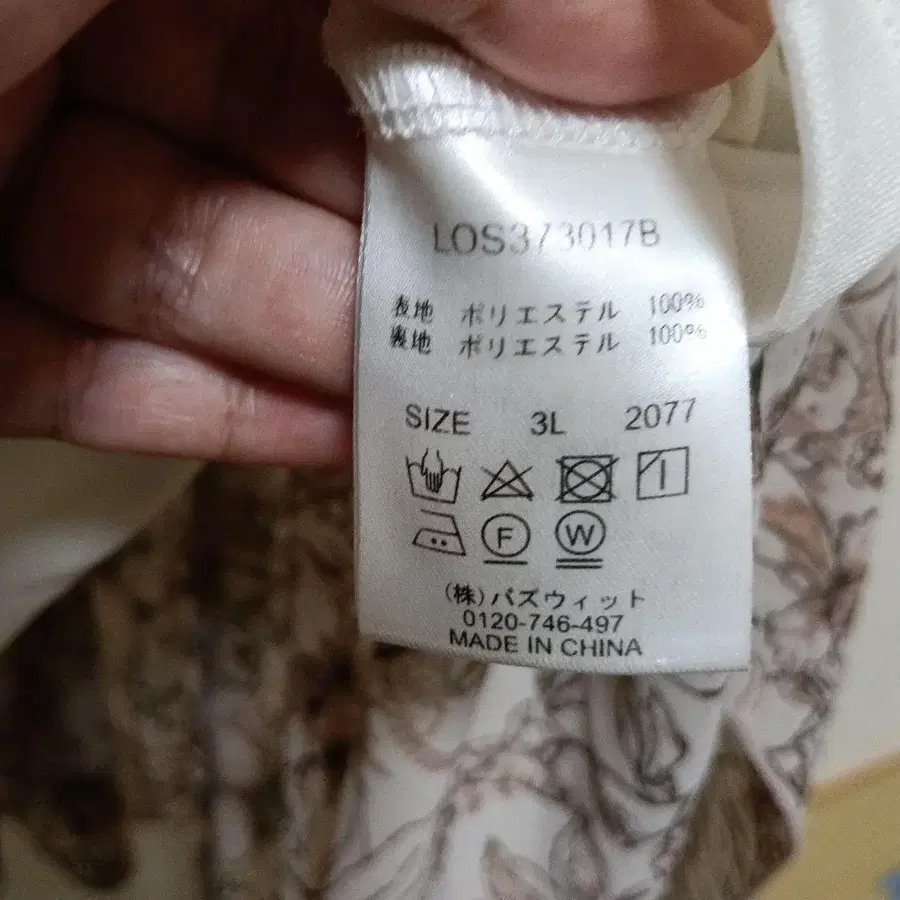 LOS373017B
表地 ポリエステル 100%
裏地 ポリエステル 100%
SIZE 3L 2077
F W
(株)バズウィット
0120-746-497
MADE IN CHINA